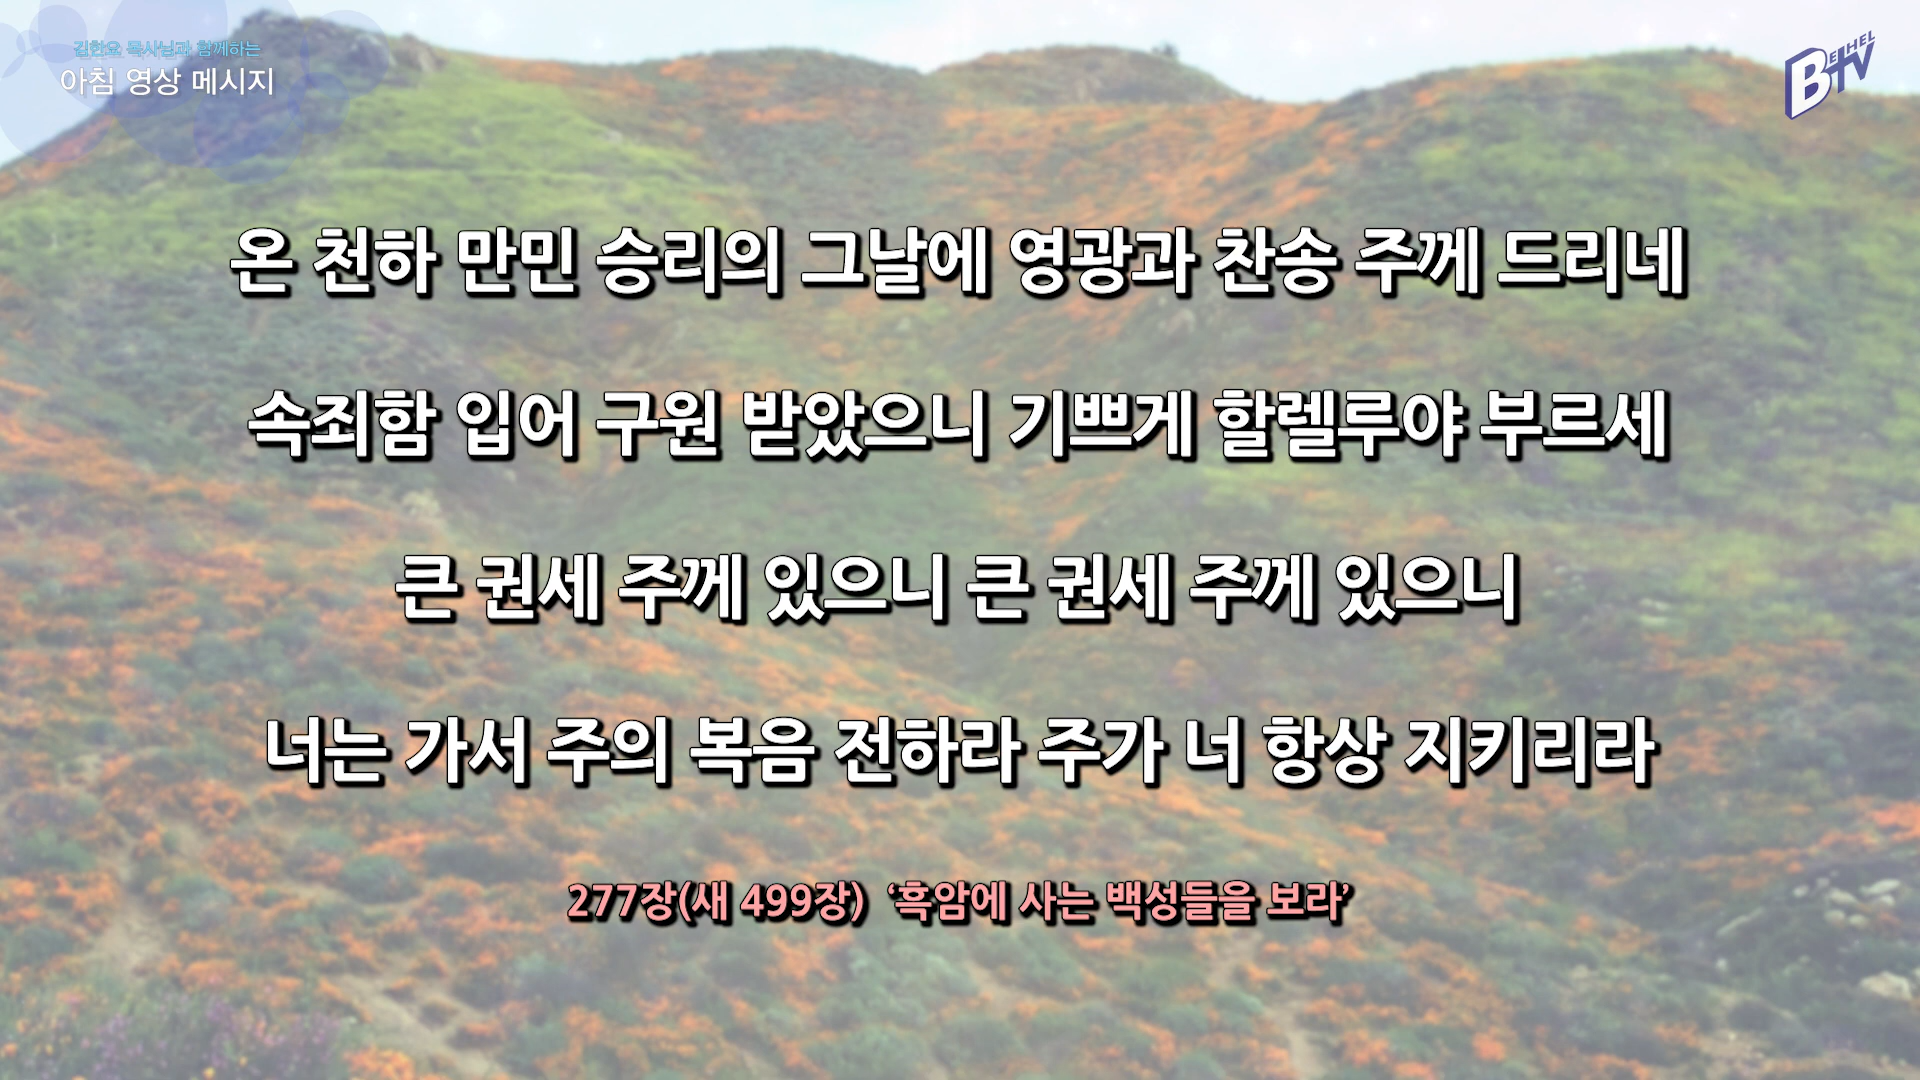 김한요 목사님과 함께하는
아침 영상 메시지
BETHEL TV
온 천하 만민 승리의 그날에 영광과 찬송 주께 드리네
속죄함 입어 구원 받았으니 기쁘게 할렐루야 부르세
큰 권세 주께 있으니 큰 권세 주께 있으니
너는 가서 주의 복음 전하라 주가 너 항상 지키리라
277장(새 499장) ‘흑암에 사는 백성들을 보라’